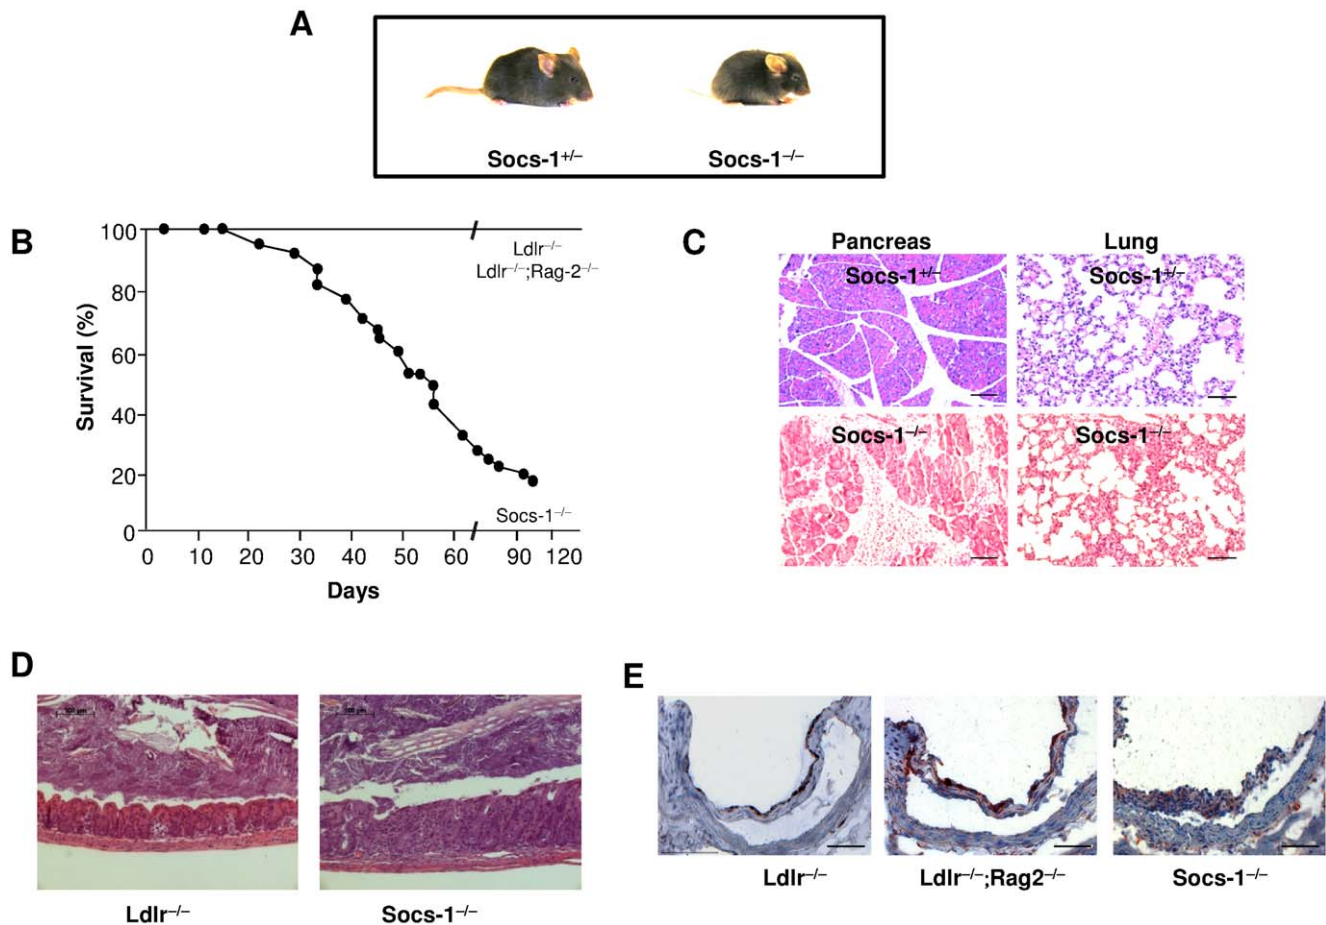 A
Socs-1+/– Socs-1–/–
B
Survival (%)
100
80
60
40
20
0
Ldlr–/–
Ldlr–/–;Rag-2–/–
Socs-1–/–
0 10 20 30 40 50 60 90 120
Days
C
Pancreas Lung
Socs-1+/– Socs-1+/–
Socs-1–/– Socs-1–/–
D
Ldlr–/– Socs-1–/–
E
Ldlr–/– Ldlr–/–;Rag2–/– Socs-1–/–